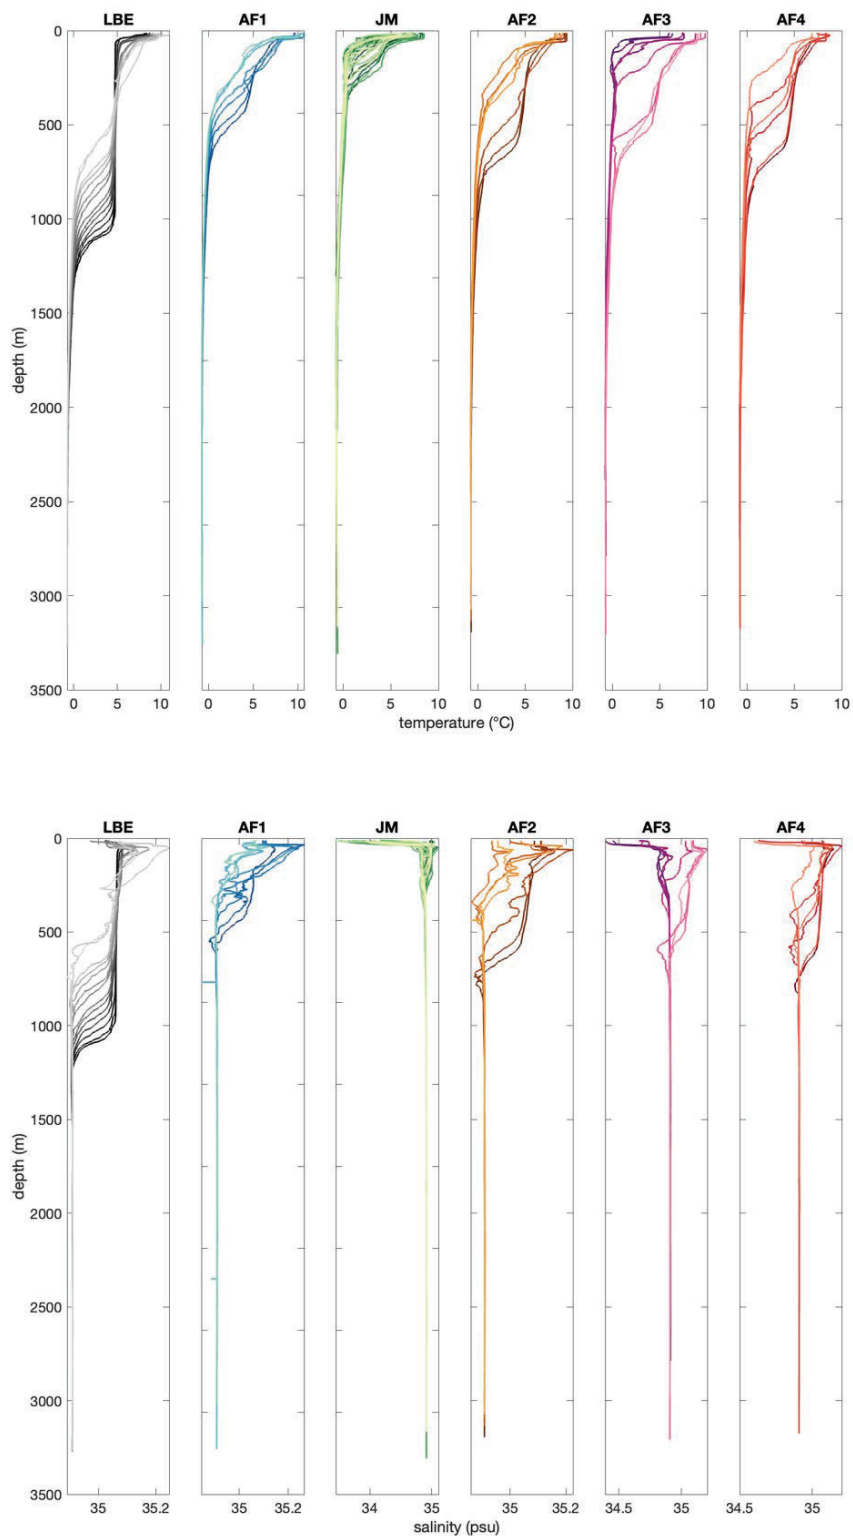 LBE AF1 JM AF2 AF3 AF4
0
500
1000
1500
2000
2500
3000
3500
depth (m)
0 5 10 0 5 10 0 5 10 0 5 10 0 5 10 0 5 10
temperature (°C)
LBE AF1 JM AF2 AF3 AF4
0
500
1000
1500
2000
2500
3000
3500
depth (m)
35 35.2 35 35.2 34 35 35 35.2 34.5 35 34.5 35
salinity (psu)